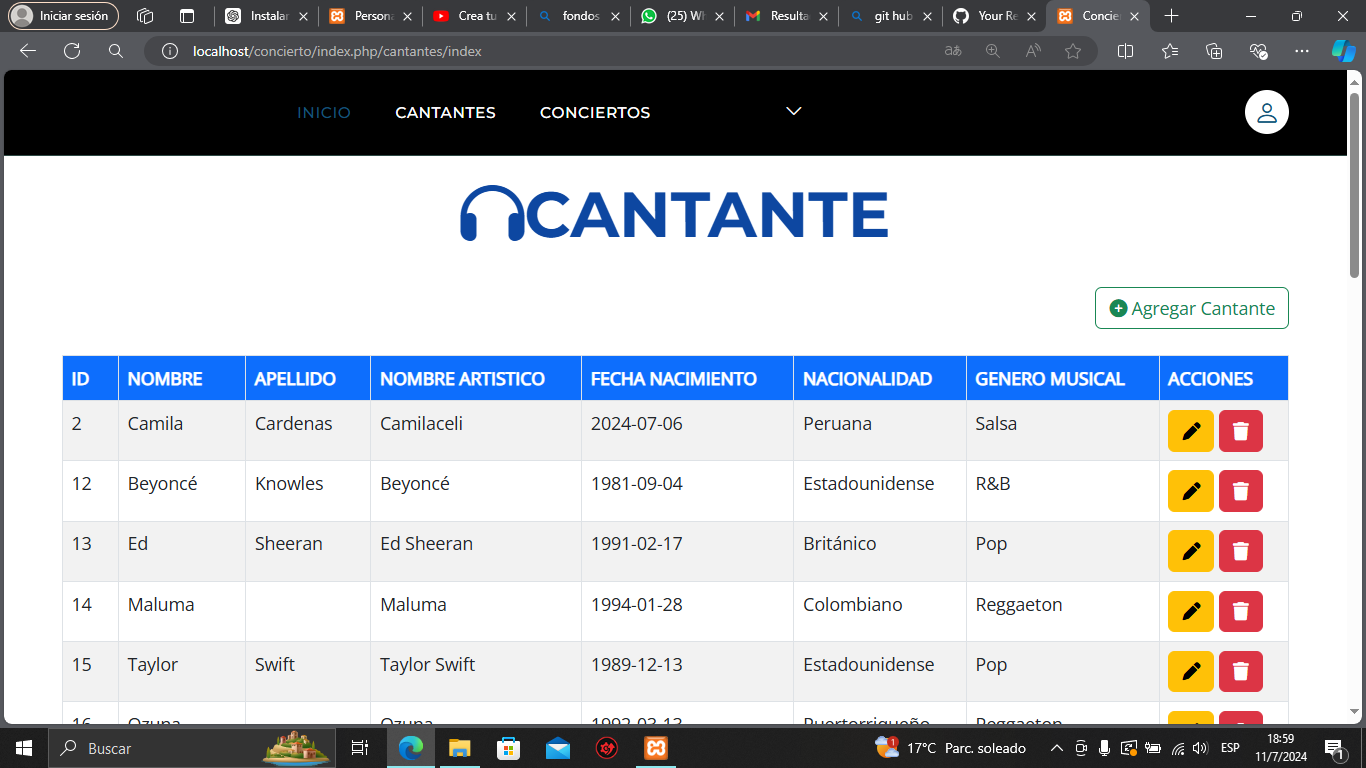 Iniciar sesión
Instalar
Persona
Crea tu
fondos
(25) Wh
Resulta
git hub
Your Re
Concie
localhost/concierto/index.php/cantantes/index
INICIO CANTANTES CONCIERTOS
CANTANTE
Agregar Cantante
ID NOMBRE APELLIDO NOMBRE ARTISTICO FECHA NACIMIENTO NACIONALIDAD GENERO MUSICAL ACCIONES
2 Camila Cardenas Camilaceli 2024-07-06 Peruana Salsa
12 Beyoncé Knowles Beyoncé 1981-09-04 Estadounidense R&B
13 Ed Sheeran Ed Sheeran 1991-02-17 Británico Pop
14 Maluma Maluma 1994-01-28 Colombiano Reggaeton
15 Taylor Swift Taylor Swift 1989-12-13 Estadounidense Pop
16 Ozuna Ozuna 1992-03-13 Puertorriqueño Reggaeton
Buscar
1
17°C Parc. soleado
ESP
18:59
11/7/2024
1